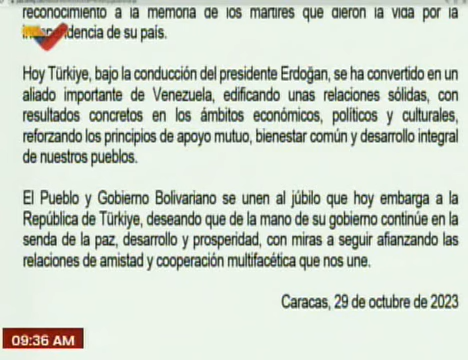 reconocimiento a la memoria de los mártires que dieron la vida por la
independencia de su país.
Hoy Türkiye, bajo la conducción del presidente Erdoğan, se ha convertido en un
aliado importante de Venezuela, edificando unas relaciones sólidas, con
resultados concretos en los ámbitos económicos, políticos y culturales,
reforzando los principios de apoyo mutuo, bienestar común y desarrollo integral
de nuestros pueblos.
El Pueblo y Gobierno Bolivariano se unen al júbilo que hoy embarga a la
República de Türkiye, deseando que de la mano de su gobierno continúe en la
senda de la paz, desarrollo y prosperidad, con miras a seguir afianzando las
relaciones de amistad y cooperación multifacética que nos une.
Caracas, 29 de octubre de 2023
09:36 AM